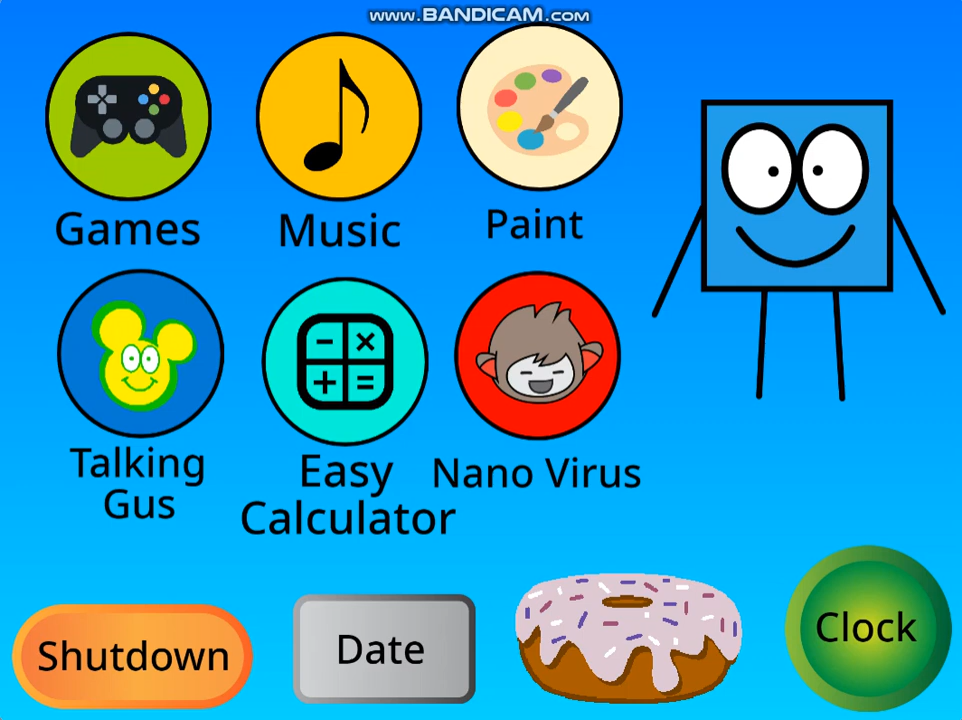 www.BANDICAM.com
Games
Music
Paint
Talking
Gus
Easy
Calculator
Nano Virus
Shutdown
Date
Clock